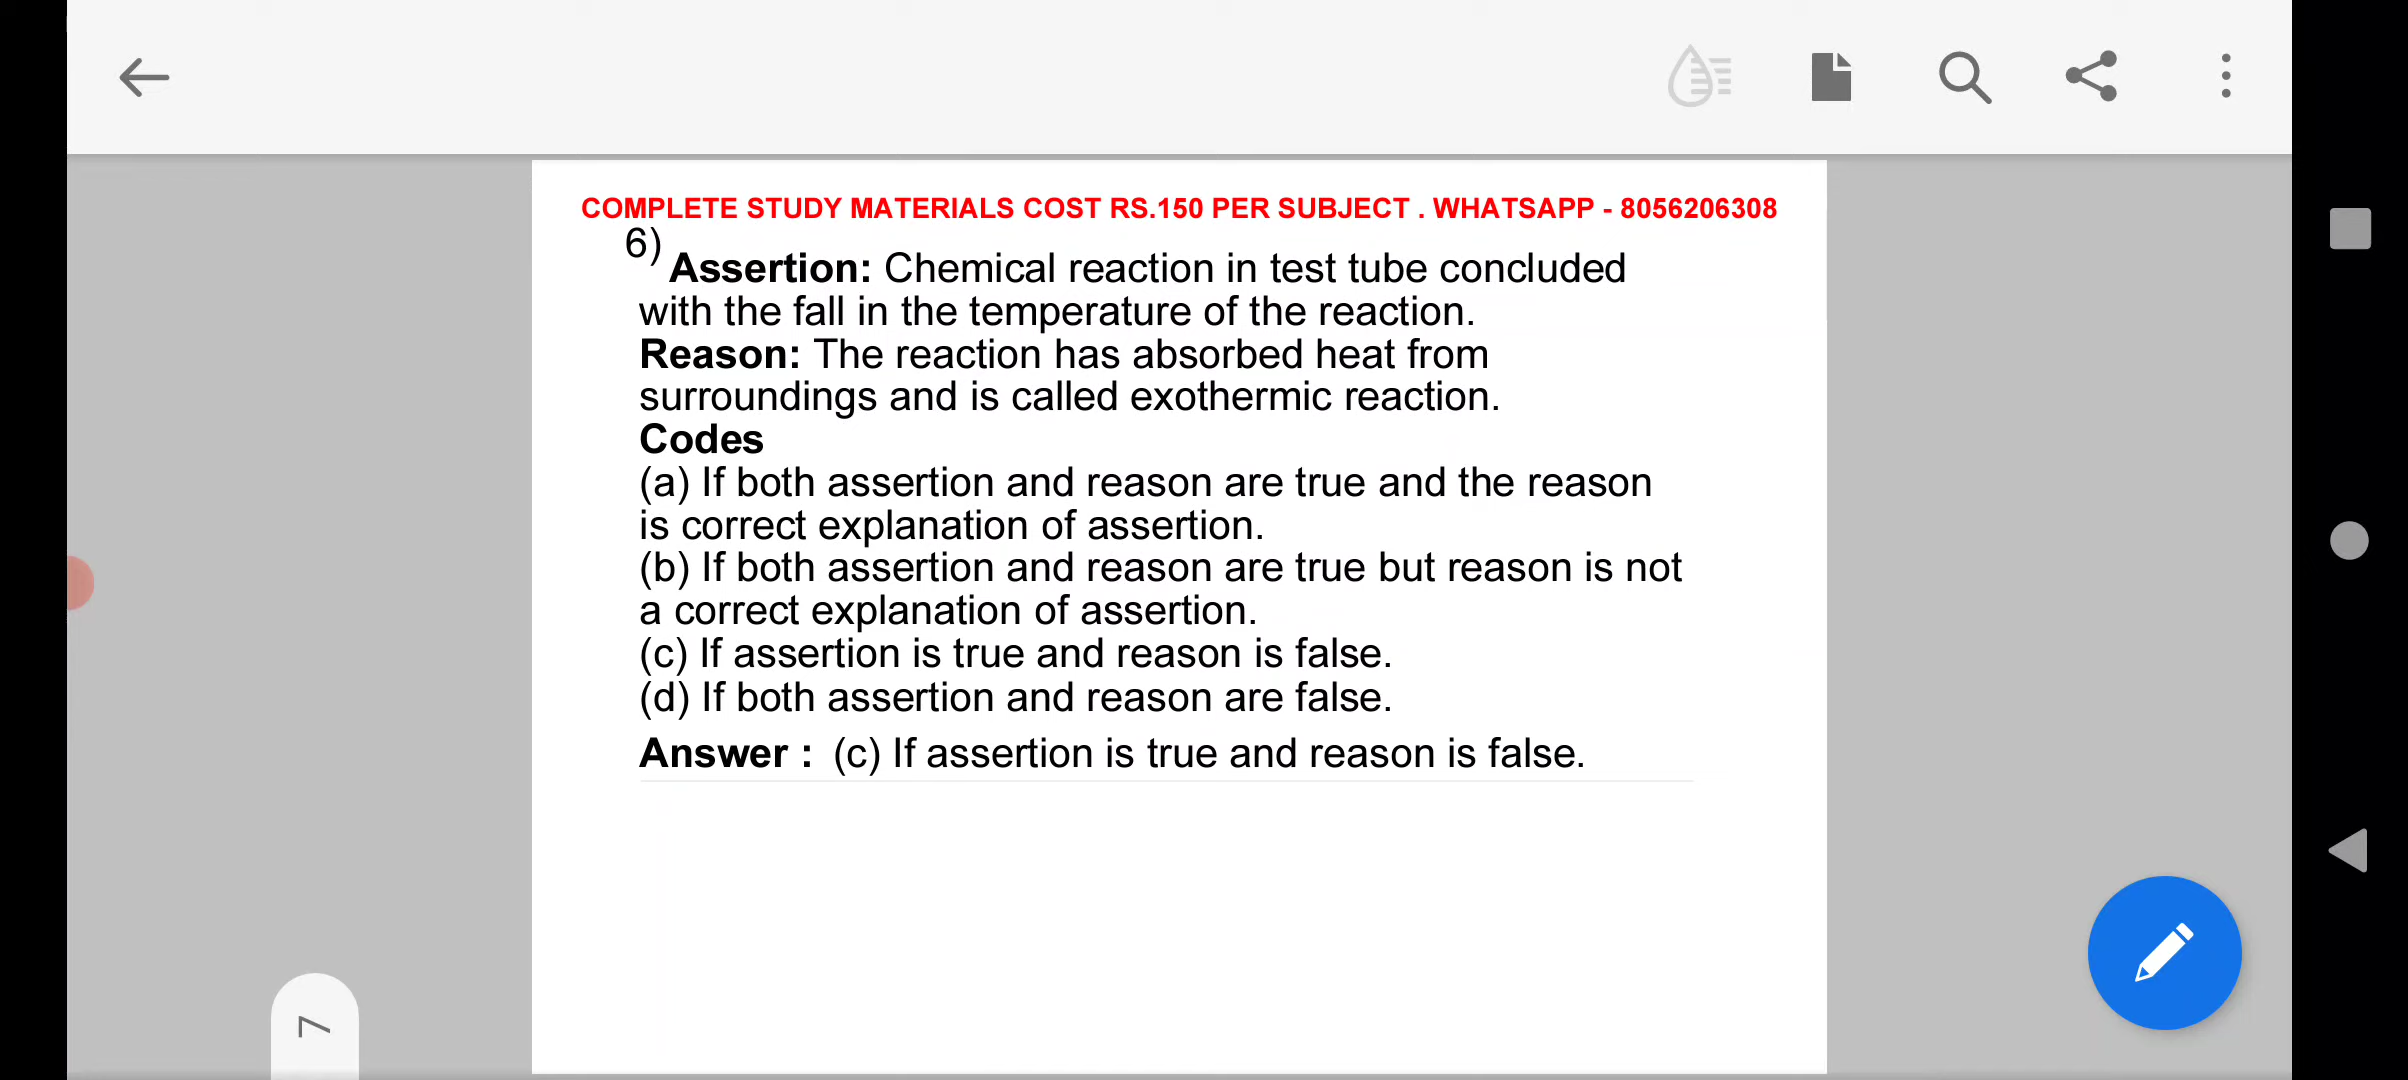 COMPLETE STUDY MATERIALS COST RS.150 PER SUBJECT . WHATSAPP - 8056206308
6)
Assertion: Chemical reaction in test tube concluded
with the fall in the temperature of the reaction.
Reason: The reaction has absorbed heat from
surroundings and is called exothermic reaction.
Codes
(a) If both assertion and reason are true and the reason
is correct explanation of assertion.
(b) If both assertion and reason are true but reason is not
a correct explanation of assertion.
(c) If assertion is true and reason is false.
(d) If both assertion and reason are false.
Answer : (c) If assertion is true and reason is false.
7